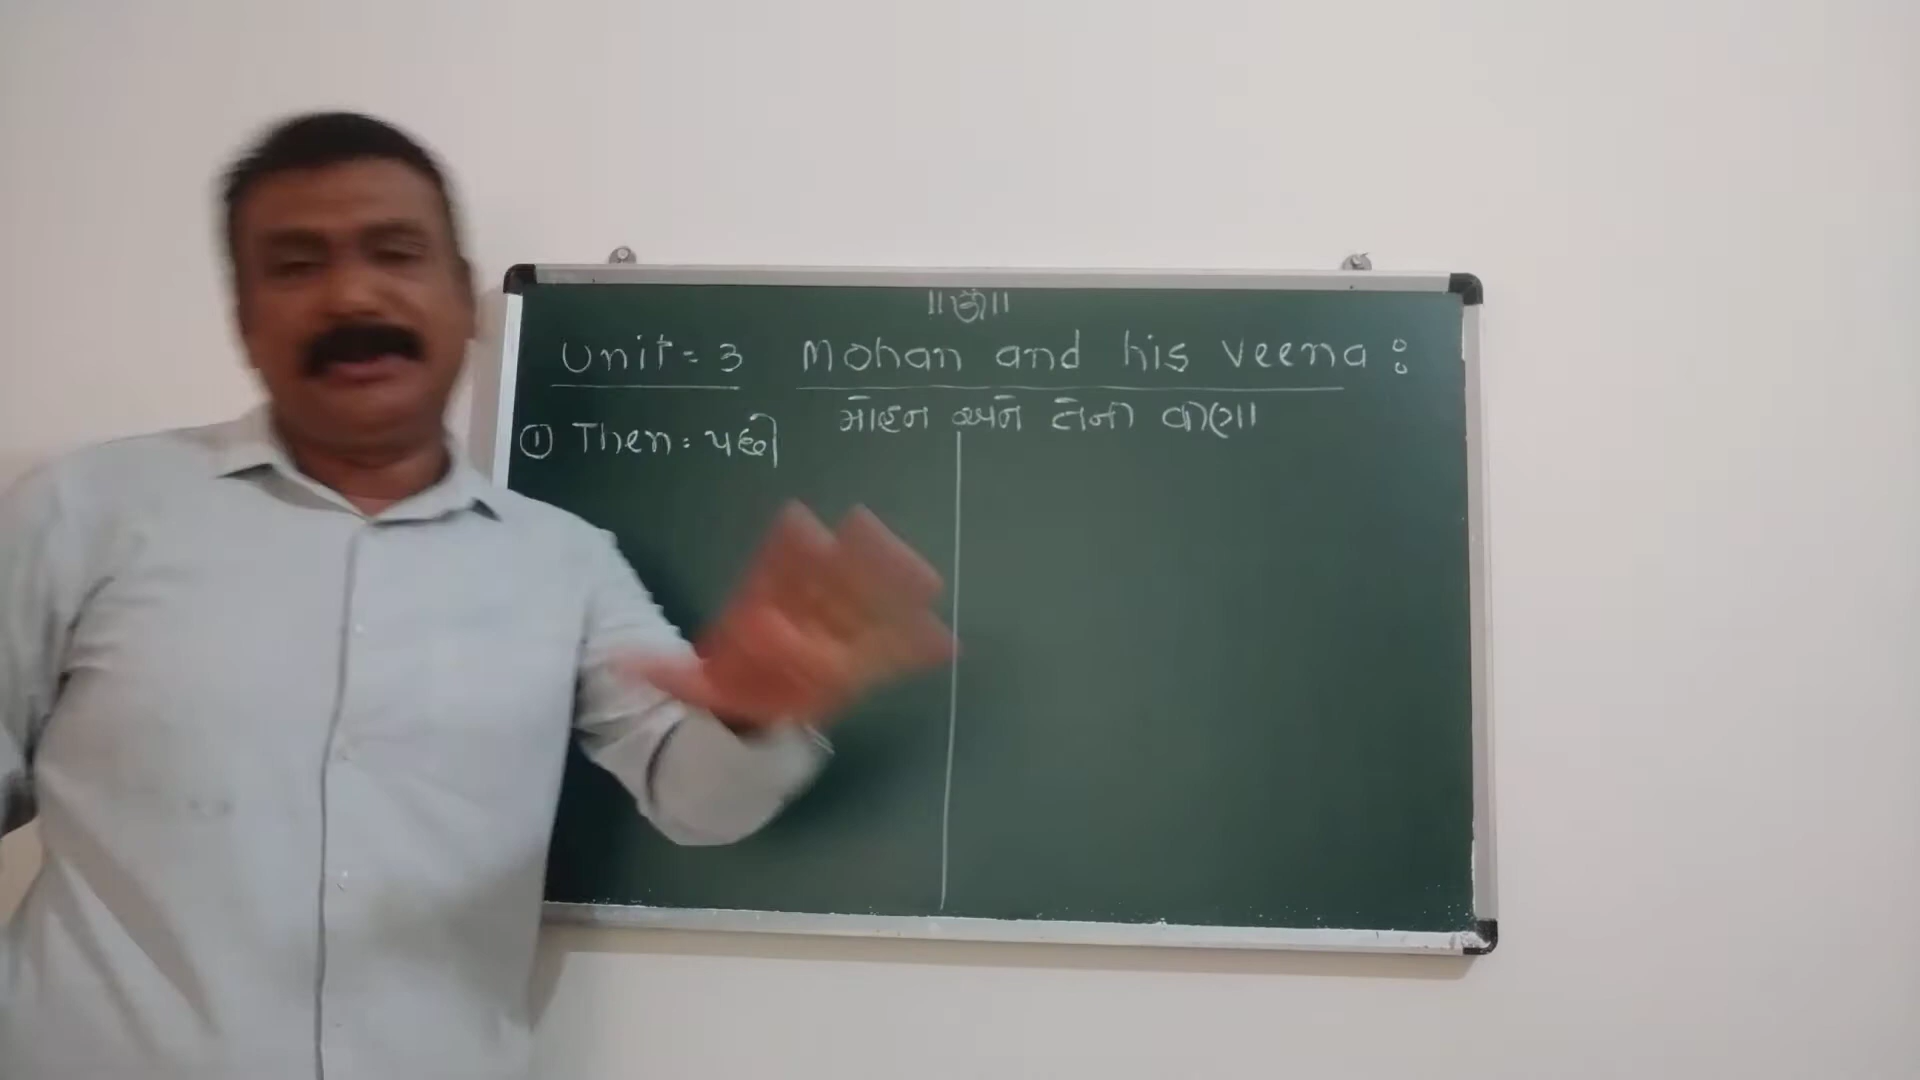 ॥ૐ॥
Unit = 3 Mohan and his Veena :
મોહન અને તેની વીણા
① Then : પછી